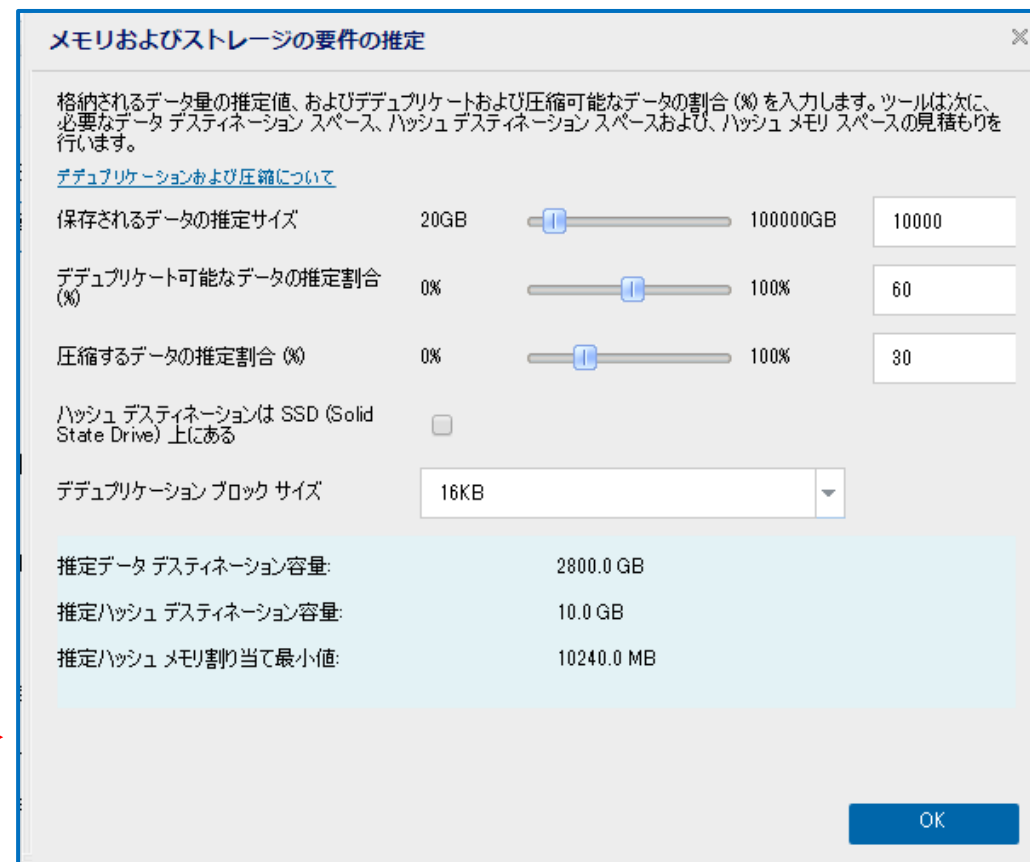 メモリおよびストレージの要件の推定
格納されるデータ量の推定値、およびデデュプリケートおよび圧縮可能なデータの割合 (%) を入力します。ツールは次に、
必要なデータ デスティネーション スペース、ハッシュ デスティネーション スペースおよび、ハッシュ メモリ スペースの見積もりを
行います。
デデュプリケーションおよび圧縮について
保存されるデータの推定サイズ 20GB 100000GB 10000
デデュプリケート可能なデータの推定割合
(%) 0% 100% 60
圧縮するデータの推定割合 (%) 0% 100% 30
ハッシュ デスティネーションは SSD (Solid
State Drive) 上にある
デデュプリケーション ブロック サイズ 16KB
推定データ デスティネーション容量: 2800.0 GB
推定ハッシュ デスティネーション容量: 10.0 GB
推定ハッシュ メモリ割り当て最小値: 10240.0 MB
OK